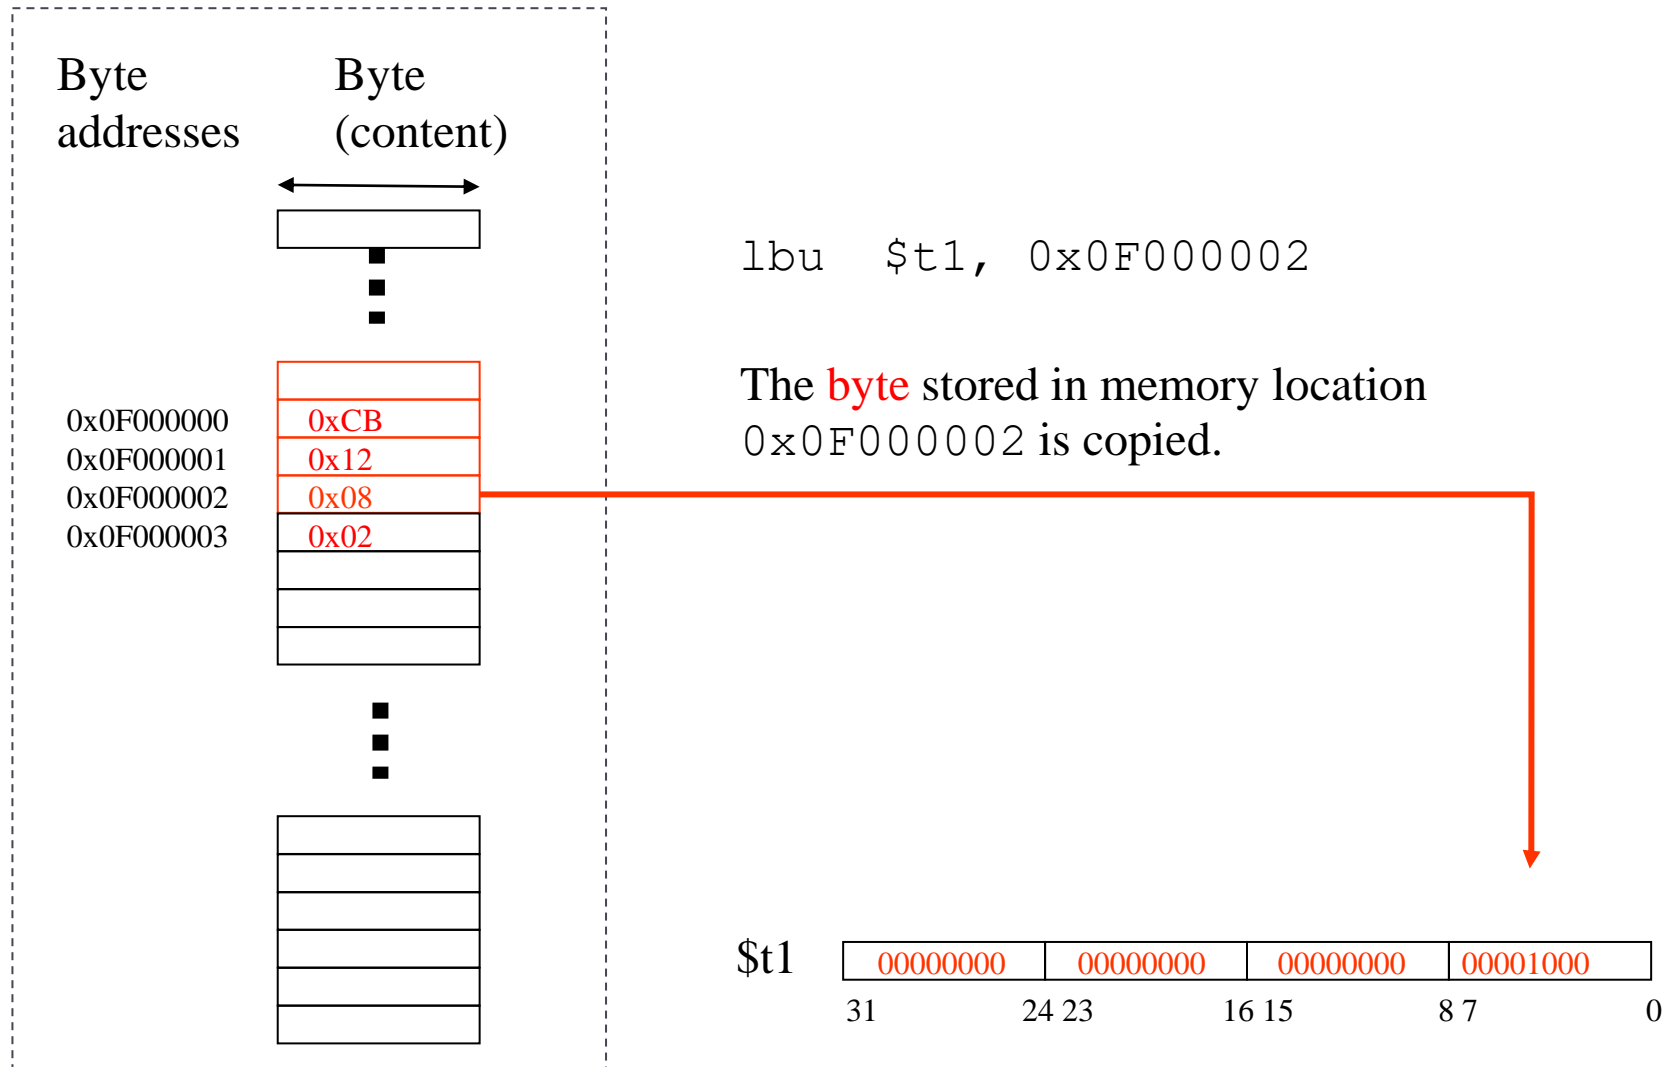 Byte addresses
Byte (content)
lbu $t1, 0x0F000002
The byte stored in memory location
0x0F000002 is copied.
0x0F000000 0xCB
0x0F000001 0x12
0x0F000002 0x08
0x0F000003 0x02
$t1 00000000 00000000 00000000 00001000
31 24 23 16 15 8 7 0